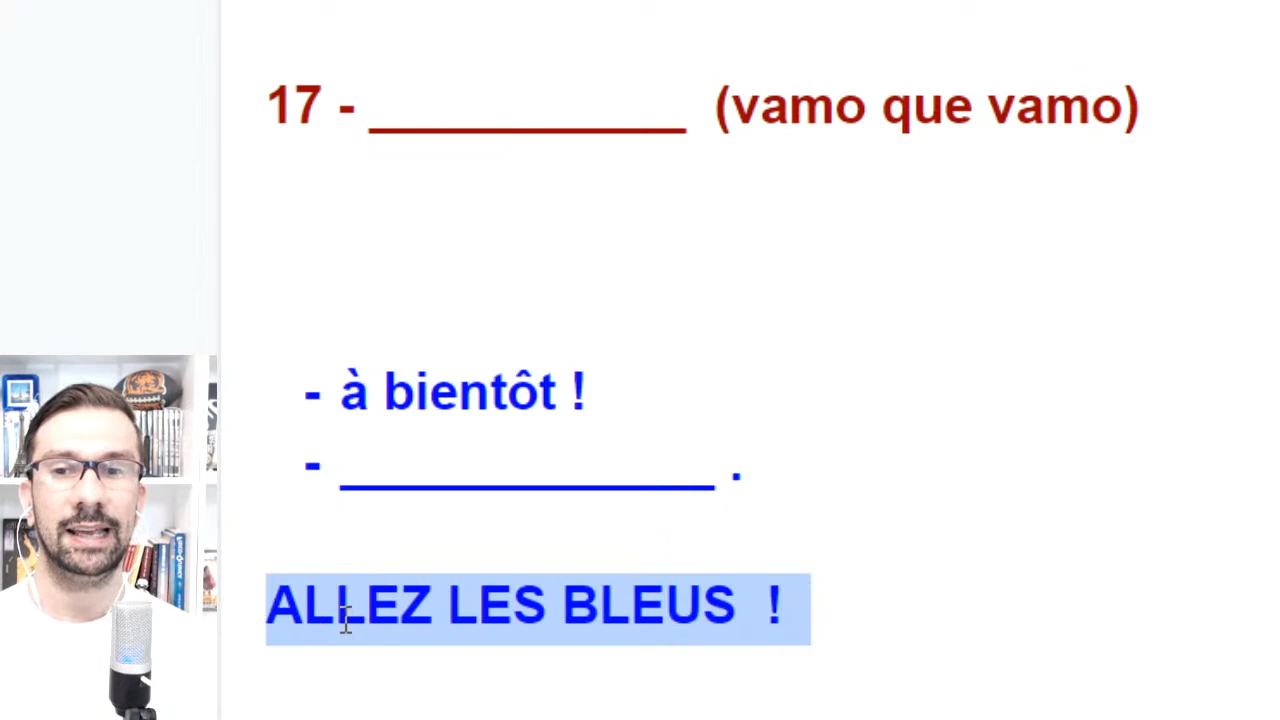 17 - ___________ (vamo que vamo)
- à bientôt !
- _____________ .
ALLEZ LES BLEUS !